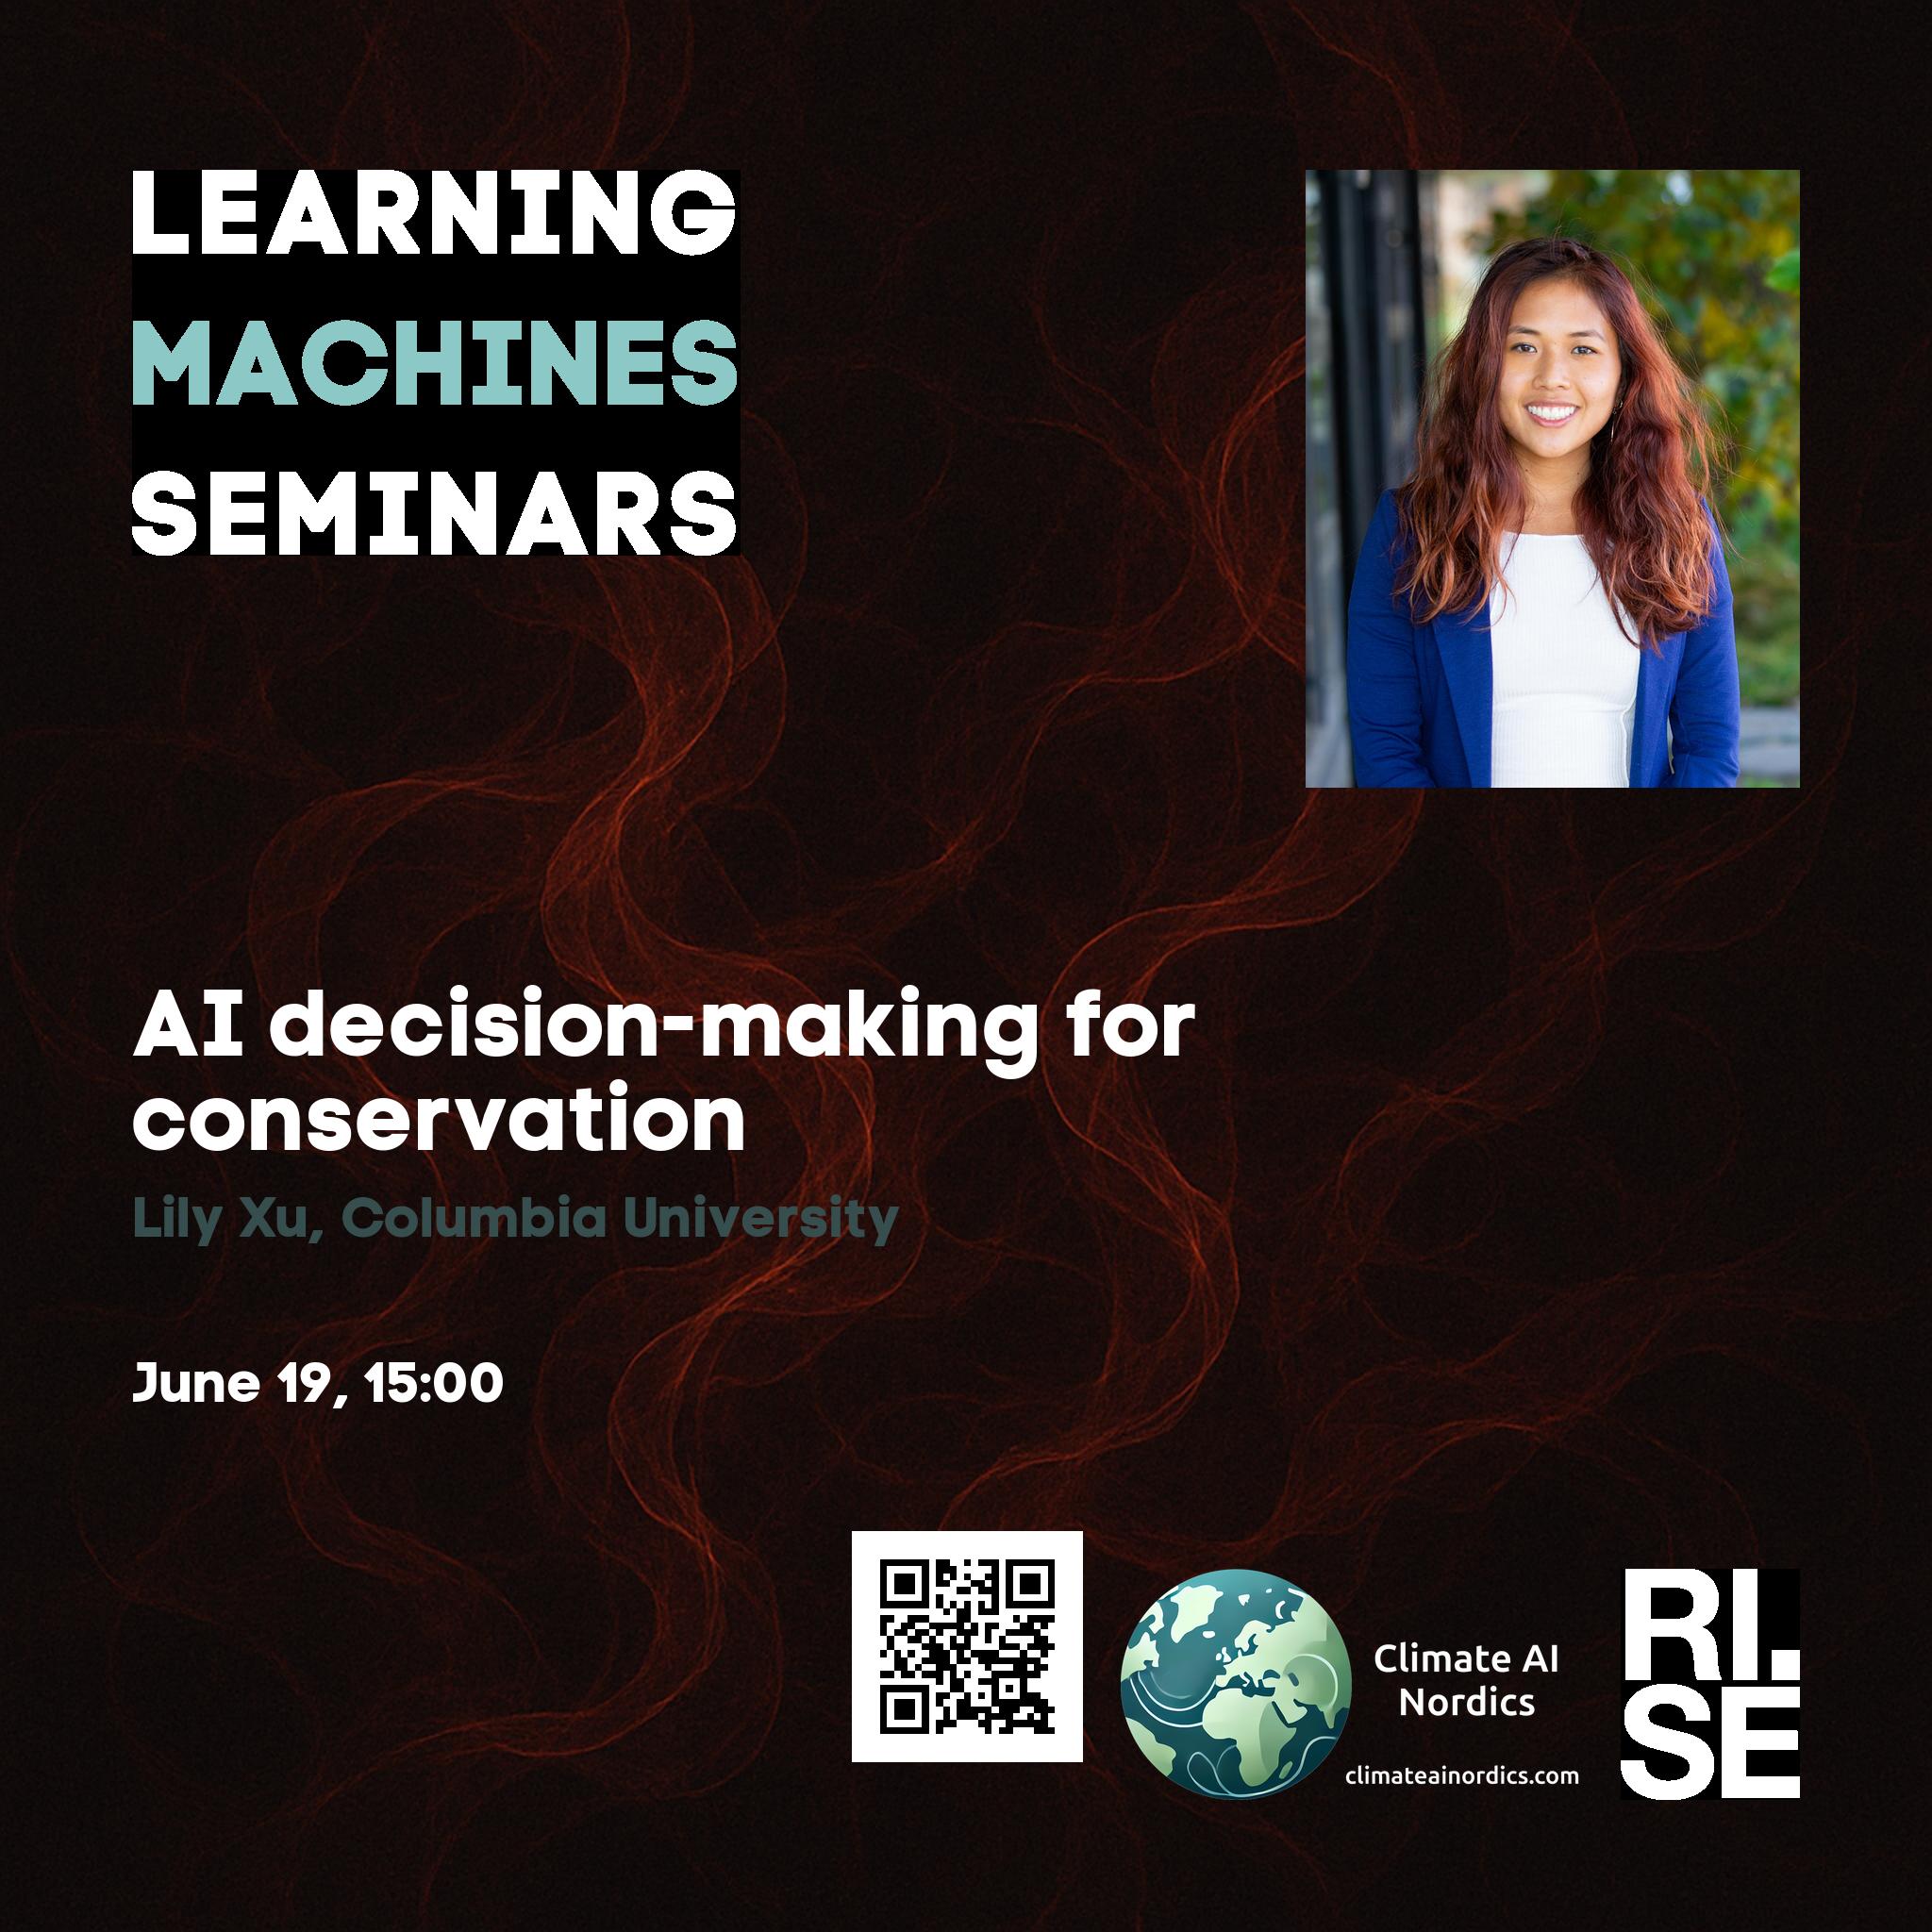 LEARNING
MACHINES
SEMINARS
AI decision-making for
conservation
Lily Xu, Columbia University
June 19, 15:00
Climate AI
Nordics
climateainordics.com
RI.
SE